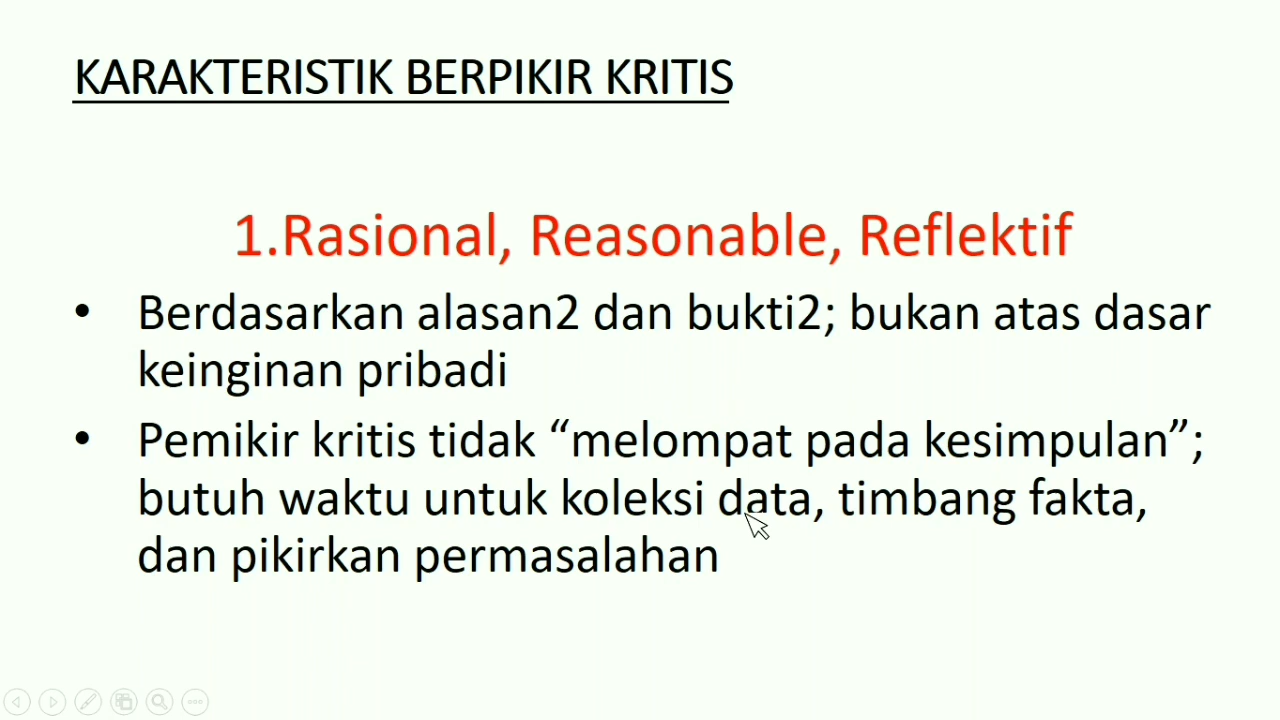 KARAKTERISTIK BERPIKIR KRITIS
1.Rasional, Reasonable, Reflektif
• Berdasarkan alasan2 dan bukti2; bukan atas dasar
keinginan pribadi
• Pemikir kritis tidak “melompat pada kesimpulan”;
butuh waktu untuk koleksi data, timbang fakta,
dan pikirkan permasalahan